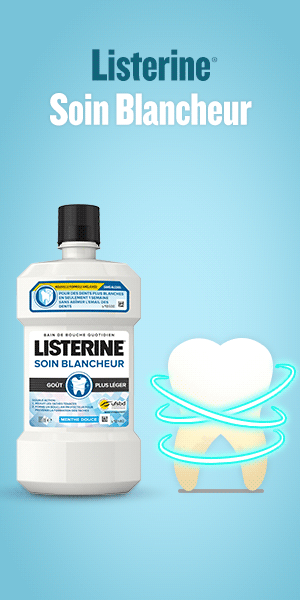 Listerine®
Soin Blancheur
POUR DES DENTS PLUS BLANCHES
EN SEULEMENT 1 SEMAINE
SANS ABÎMER L'ÉMAIL DES
DENTS
BAIN DE BOUCHE QUOTIDIEN
LISTERINE®
SOIN BLANCHEUR
GOÛT PLUS LÉGER
ufsbd
MENTHE DOUCE